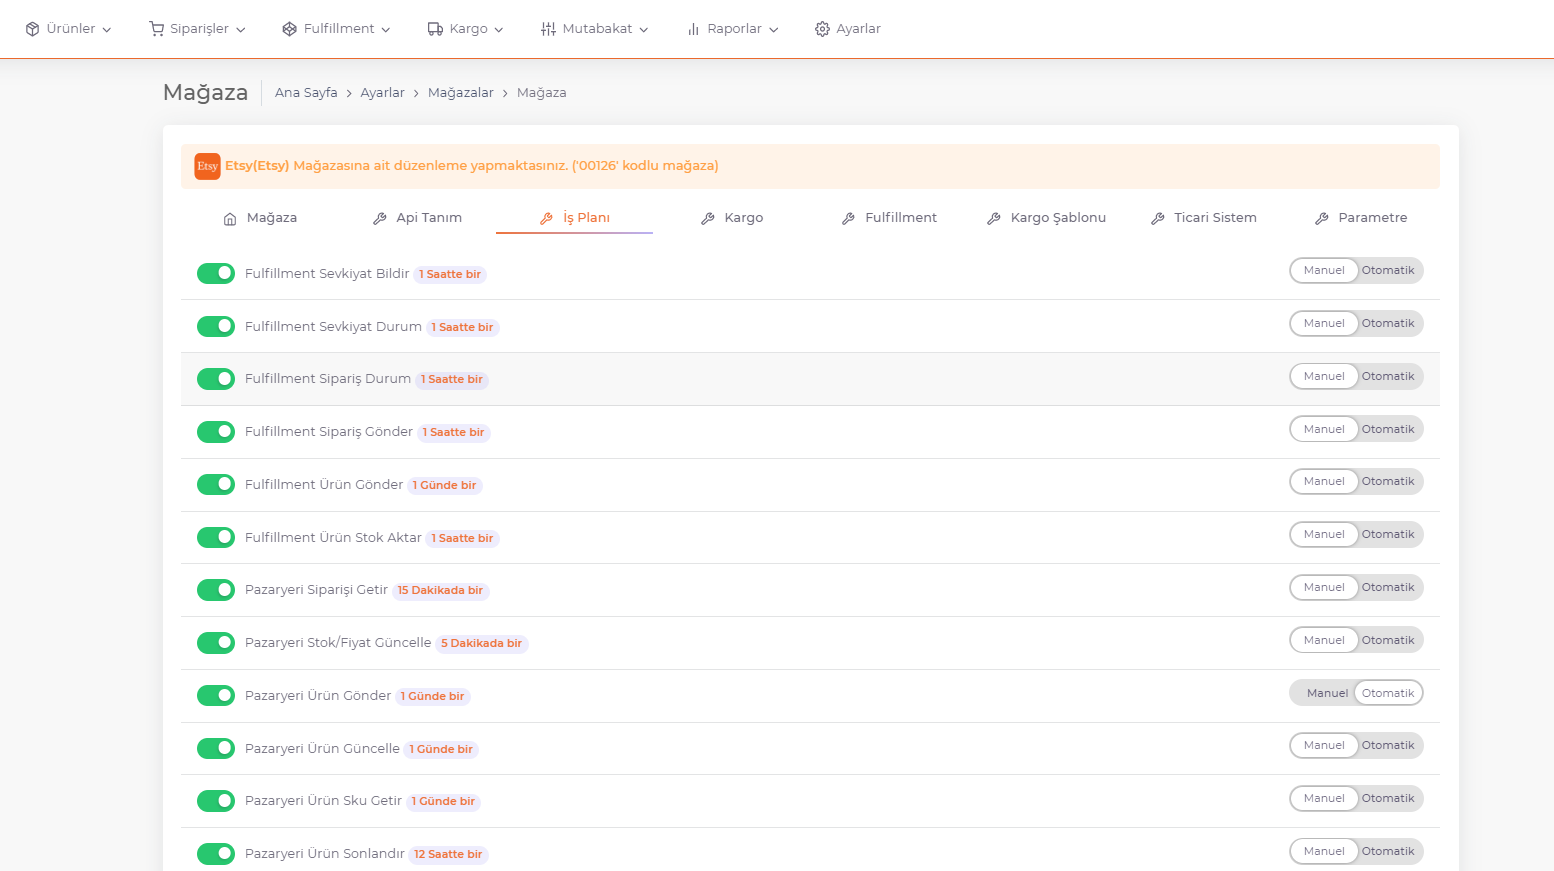 Ürünler Siparişler Fulfillment Kargo Mutabakat Raporlar Ayarlar
Mağaza Ana Sayfa > Ayarlar > Mağazalar > Mağaza
Etsy Etsy(Etsy) Mağazasına ait düzenleme yapmaktasınız. ('00126' kodlu mağaza)
Mağaza Api Tanım İş Planı Kargo Fulfillment Kargo Şablonu Ticari Sistem Parametre
Fulfillment Sevkiyat Bildir 1 Saatte bir Manuel Otomatik
Fulfillment Sevkiyat Durum 1 Saatte bir Manuel Otomatik
Fulfillment Sipariş Durum 1 Saatte bir Manuel Otomatik
Fulfillment Sipariş Gönder 1 Saatte bir Manuel Otomatik
Fulfillment Ürün Gönder 1 Günde bir Manuel Otomatik
Fulfillment Ürün Stok Aktar 1 Saatte bir Manuel Otomatik
Pazaryeri Siparişi Getir 15 Dakikada bir Manuel Otomatik
Pazaryeri Stok/Fiyat Güncelle 5 Dakikada bir Manuel Otomatik
Pazaryeri Ürün Gönder 1 Günde bir Manuel Otomatik
Pazaryeri Ürün Güncelle 1 Günde bir Manuel Otomatik
Pazaryeri Ürün Sku Getir 1 Günde bir Manuel Otomatik
Pazaryeri Ürün Sonlandır 12 Saatte bir Manuel Otomatik